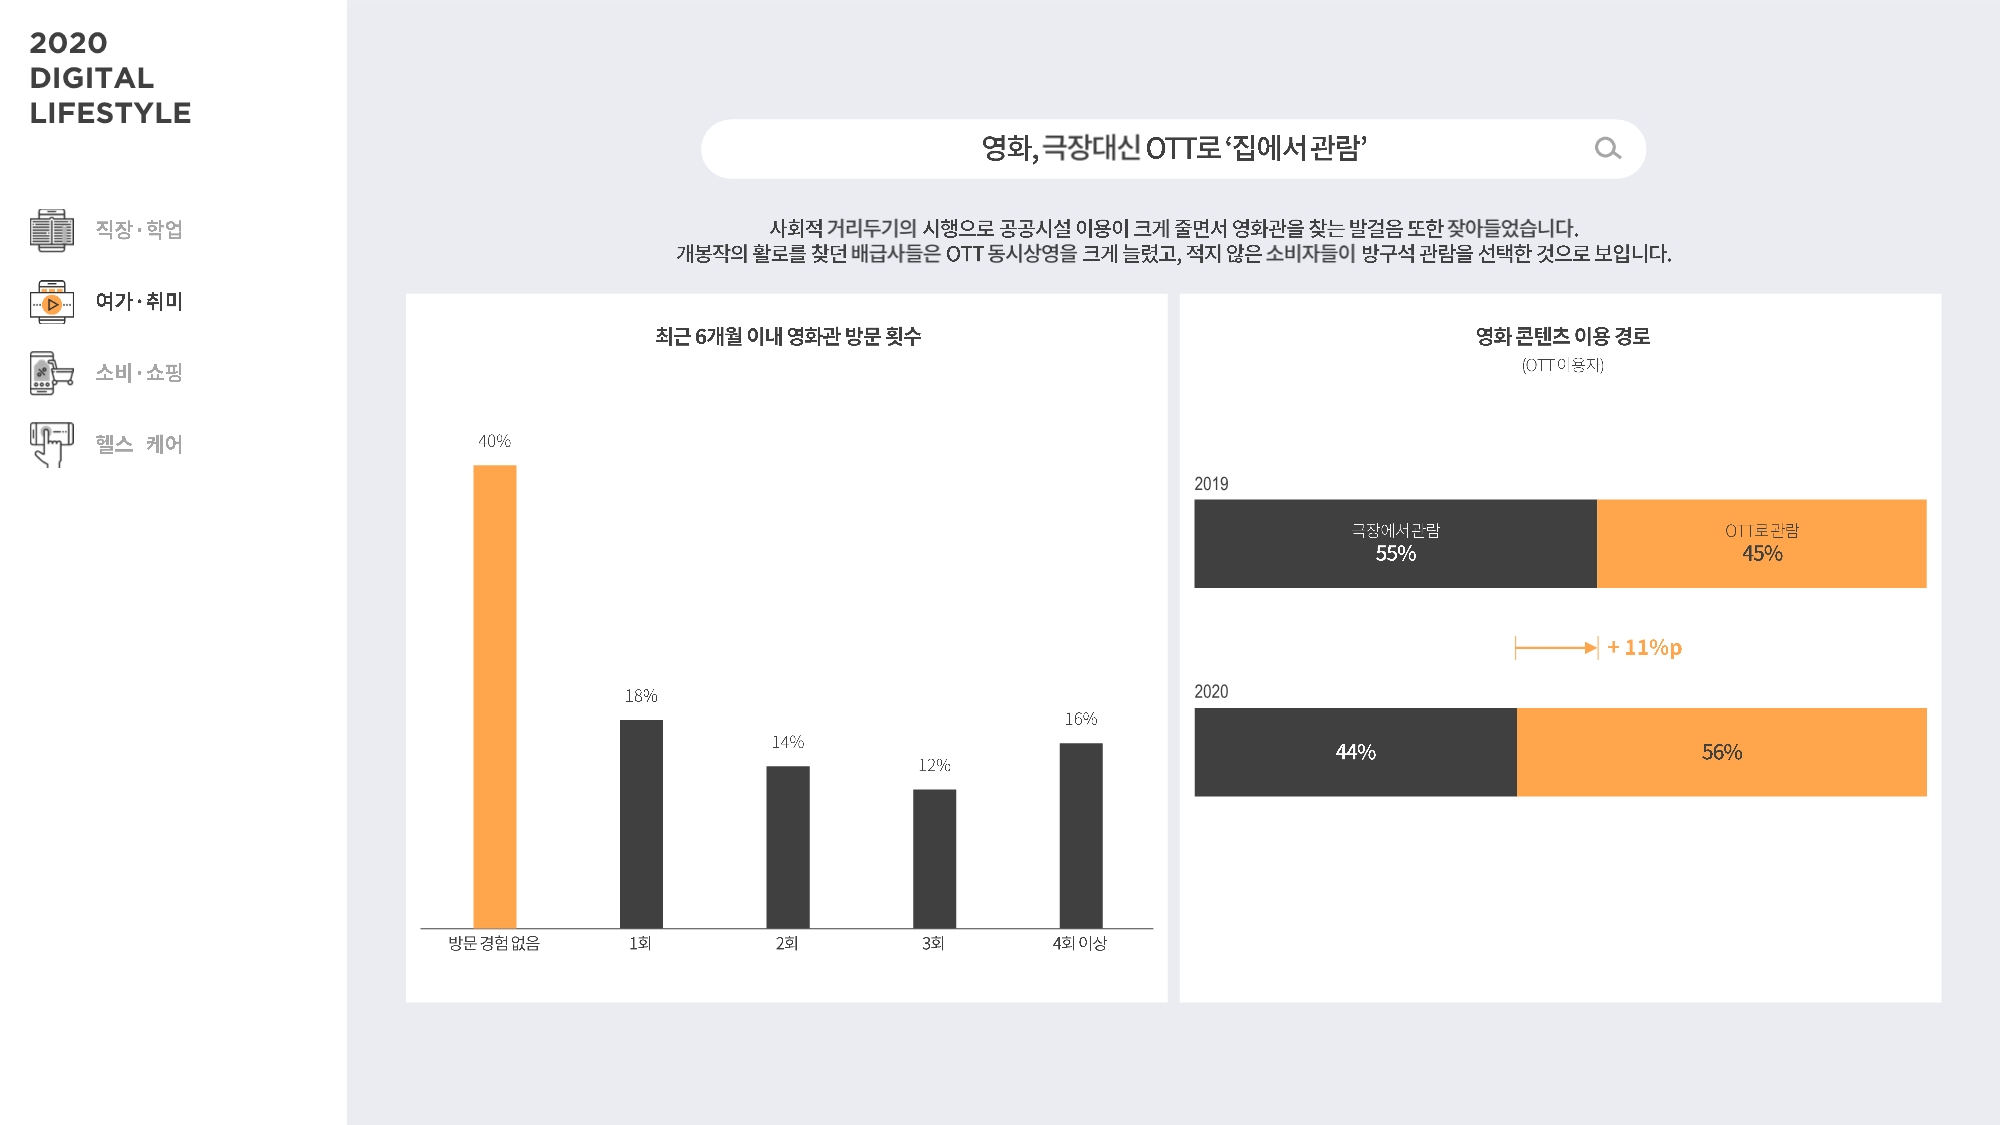 2020
DIGITAL
LIFESTYLE
직장·학업
여가·취미
소비·쇼핑
헬스 케어
영화, 극장대신 OTT로 ‘집에서 관람’
사회적 거리두기의 시행으로 공공시설 이용이 크게 줄면서 영화관을 찾는 발걸음 또한 잦아들었습니다.
개봉작의 활로를 찾던 배급사들은 OTT 동시상영을 크게 늘렸고, 적지 않은 소비자들이 방구석 관람을 선택한 것으로 보입니다.
최근 6개월 이내 영화관 방문 횟수
40%
18%
14%
12%
16%
방문 경험 없음
1회
2회
3회
4회 이상
영화 콘텐츠 이용 경로
(OTT 이용자)
2019
극장에서 관람
55%
OTT로 관람
45%
+ 11%p
2020
44%
56%